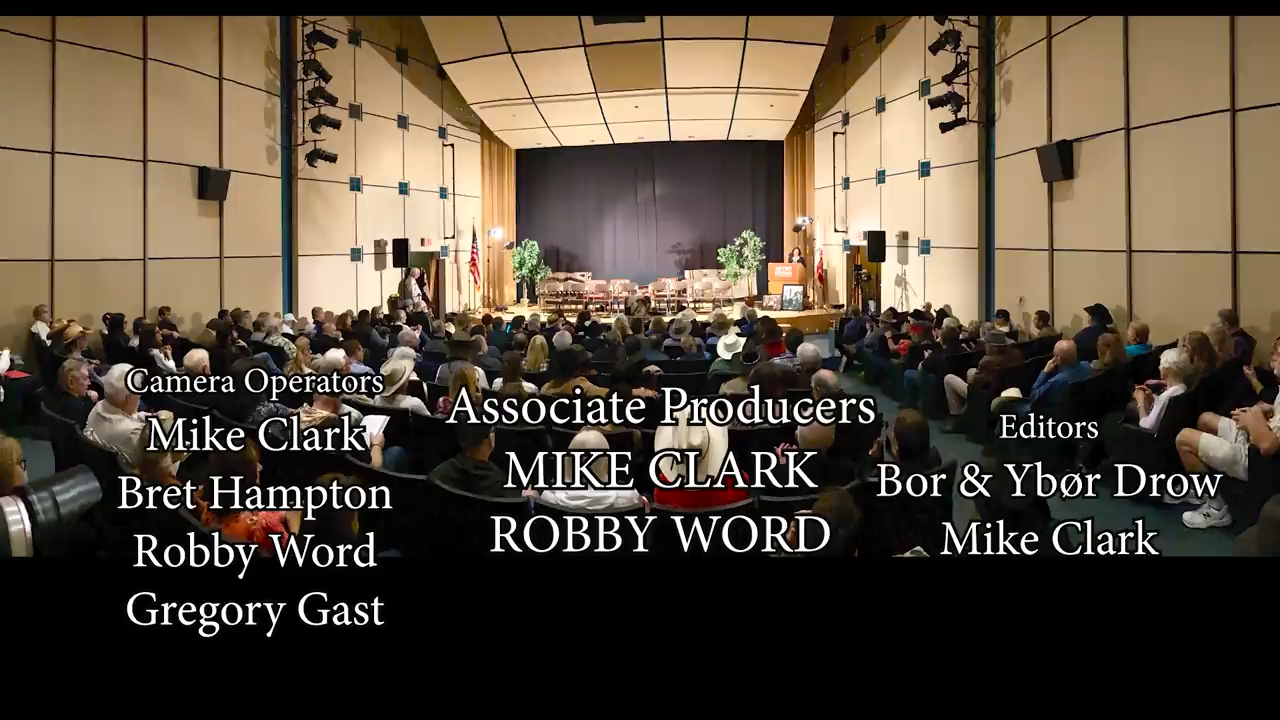 Camera Operators
Mike Clark
Bret Hampton
Robby Word
Gregory Gast
Associate Producers
MIKE CLARK
ROBBY WORD
Editors
Bor & Ybør Drow
Mike Clark